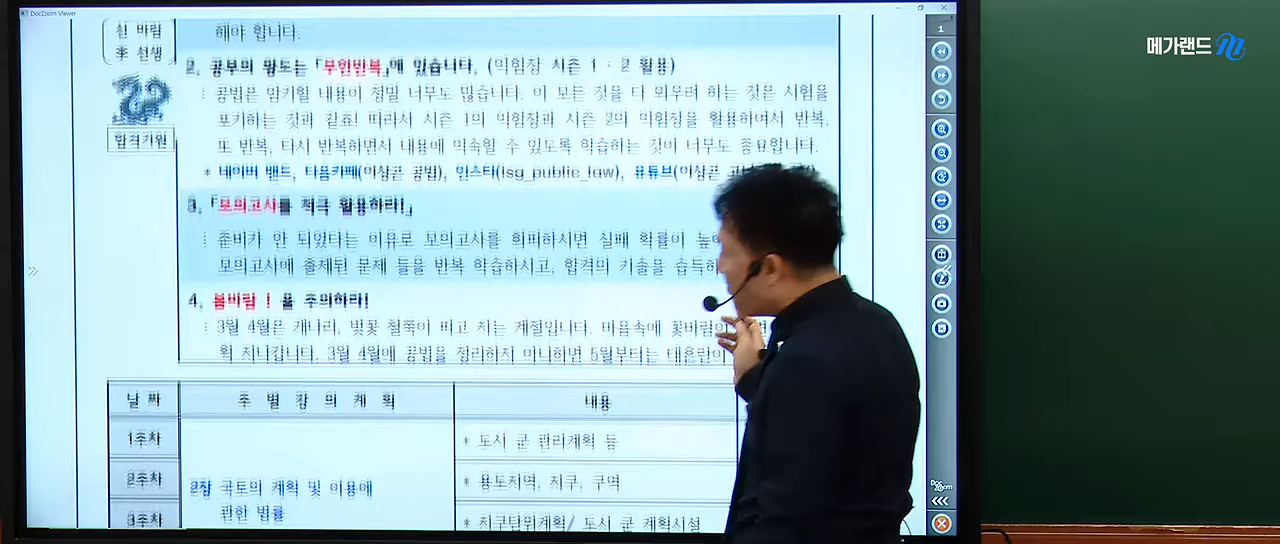 DocZoom Viewer
메가랜드
신 바람
李 선생
합격기원
해야 합니다.
2. 공부의 왕도는 「무한반복」에 있습니다. (익힘장 시즌 1 · 2 활용)
: 공법은 암기할 내용이 정말 너무도 많습니다. 이 모든 것을 다 외우려 하는 것은 시험을
포기하는 것과 같죠! 따라서 시즌 1의 익힘장과 시즌 2의 익힘장을 활용하여서 반복,
또 반복, 다시 반복하면서 내용에 익숙할 수 있도록 학습하는 것이 너무도 중요합니다.
* 네이버 밴드, 다음카페(이상곤 공법), 인스타(lsg_public_law), 유튜브(이상곤
3. 「모의고사를 적극 활용하라!」
: 준비가 안 되었다는 이유로 모의고사를 회피하시면 실패 확률이
모의고사에 출제된 문제 들을 반복 학습하시고, 합격의 기술을
4. 봄바람 ! 을 주의하라!
: 3월 4월은 개나리, 벚꽃 철쭉이 피고 지는 계절입니다. 마음속에 꽃바람이
휙 지나갑니다. 3월 4월에 공법을 정리하지 아니하면 5월부터는 대혼란이
날 짜 주 별 강 의 계 획 내용
1주차 * 도시 군 관리계획 등
2주차 * 용도지역, 지구, 구역
2장 국토의 계획 및 이용에
관한 법률
3주차 * 지구단위계획/ 도시 군 계획시설